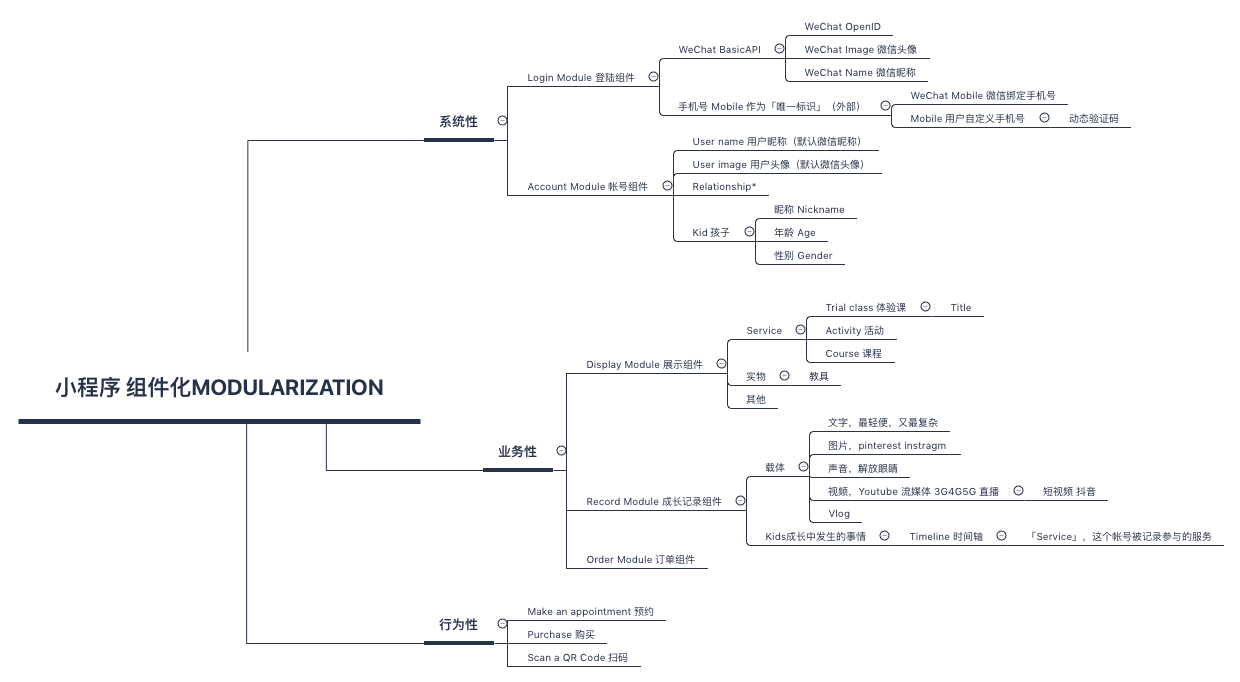 小程序 组件化MODULARIZATION
系统性
Login Module 登陆组件
WeChat BasicAPI
WeChat OpenID
WeChat Image 微信头像
WeChat Name 微信昵称
手机号 Mobile 作为「唯一标识」（外部）
WeChat Mobile 微信绑定手机号
Mobile 用户自定义手机号
动态验证码
Account Module 帐号组件
User name 用户昵称（默认微信昵称）
User image 用户头像（默认微信头像）
Relationship*
Kid 孩子
昵称 Nickname
年龄 Age
性别 Gender
业务性
Display Module 展示组件
Service
Trial class 体验课
Title
Activity 活动
Course 课程
实物
教具
其他
Record Module 成长记录组件
载体
文字，最轻便，又最复杂
图片，pinterest instragm
声音，解放眼睛
视频，Youtube 流媒体 3G4G5G 直播
短视频 抖音
Vlog
Kids成长中发生的事情
Timeline 时间轴
「Service」，这个帐号被记录参与的服务
Order Module 订单组件
行为性
Make an appointment 预约
Purchase 购买
Scan a QR Code 扫码